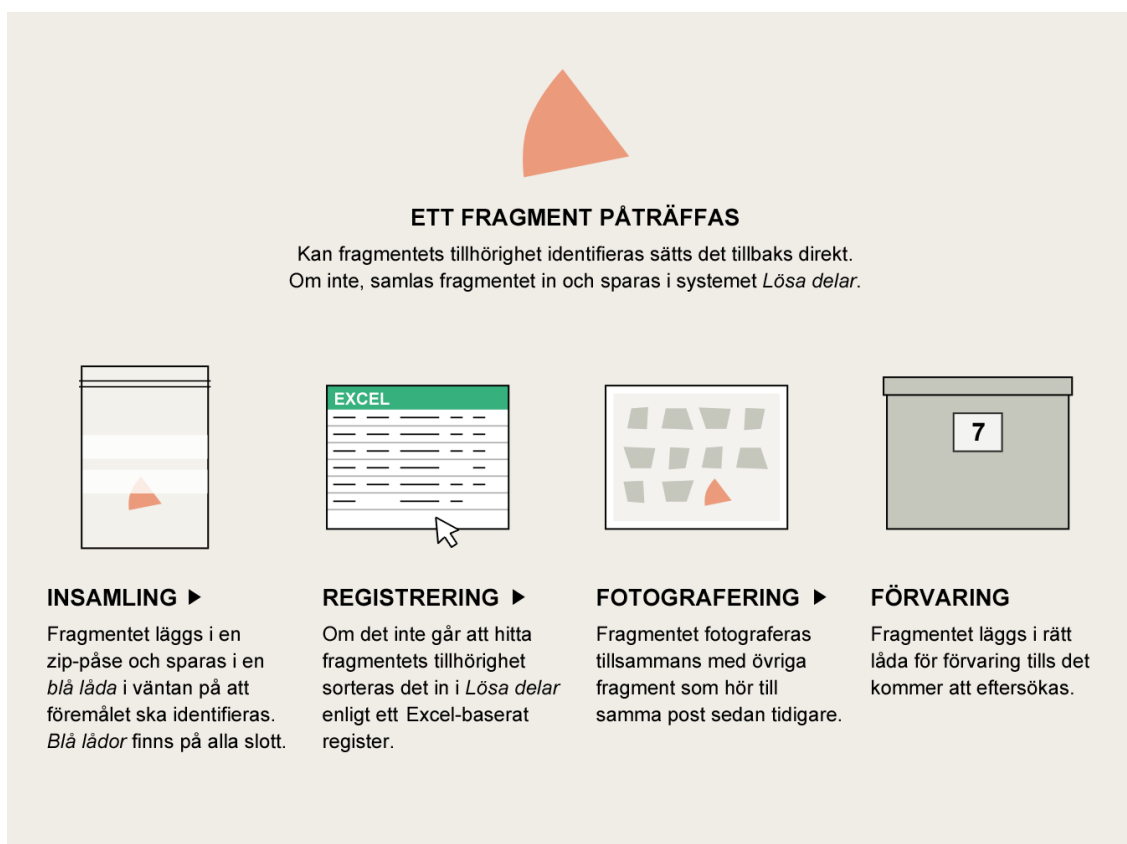 ETT FRAGMENT PÅTRÄFFAS
Kan fragmentets tillhörighet identifieras sätts det tillbaks direkt.
Om inte, samlas fragmentet in och sparas i systemet Lösa delar.
EXCEL
7
INSAMLING ▶
Fragmentet läggs i en
zip-påse och sparas i en
blå låda i väntan på att
föremålet ska identifieras.
Blå lådor finns på alla slott.
REGISTRERING ▶
Om det inte går att hitta
fragmentets tillhörighet
sorteras det in i Lösa delar
enligt ett Excel-baserat
register.
FOTOGRAFERING ▶
Fragmentet fotograferas
tillsammans med övriga
fragment som hör till
samma post sedan tidigare.
FÖRVARING
Fragmentet läggs i rätt
låda för förvaring tills det
kommer att eftersökas.